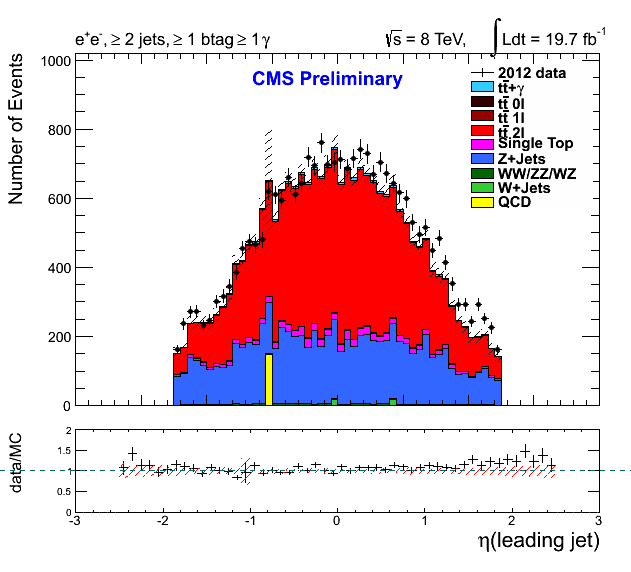 e⁺e⁻, ≥ 2 jets, ≥ 1 btag ≥ 1 γ
√s = 8 TeV, ∫ Ldt = 19.7 fb⁻¹
CMS Preliminary
2012 data
tt̄+γ
tt̄ 0l
tt̄ 1l
tt̄ 2l
Single Top
Z+Jets
WW/ZZ/WZ
W+Jets
QCD
Number of Events
1000
800
600
400
200
0
data/MC
2
1.5
1
0.5
0
-3 -2 -1 0 1 2 3
η(leading jet)